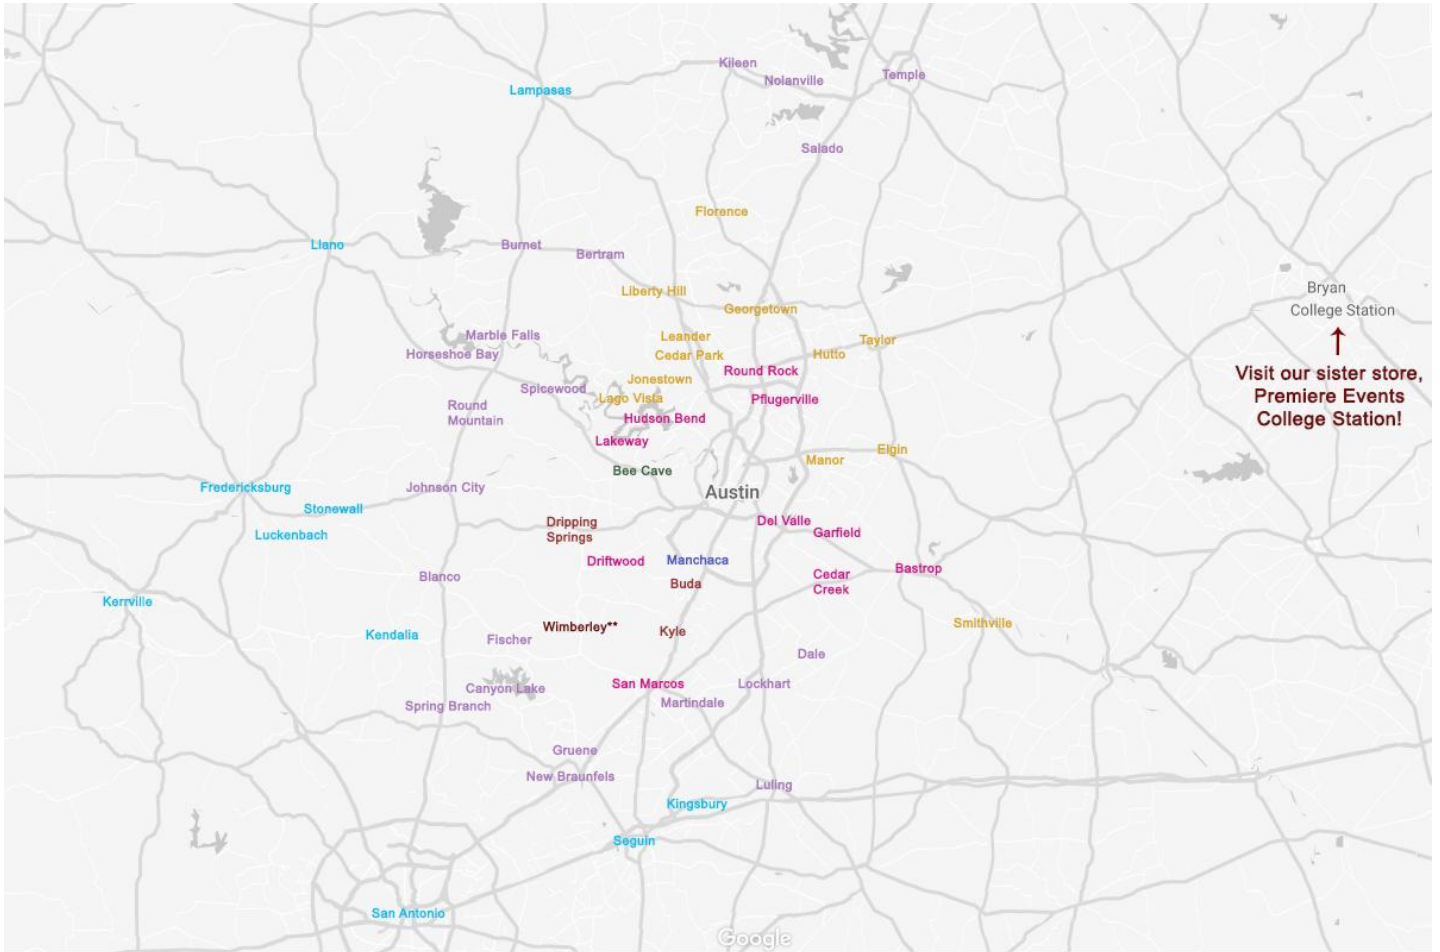 Kileen
Nolanville
Temple
Lampasas
Salado
Florence
Llano
Burnet
Bertram
Liberty Hill
Georgetown
Bryan
College Station
↑
Visit our sister store,
Premiere Events
College Station!
Marble Falls
Horseshoe Bay
Leander
Cedar Park
Hutto
Taylor
Round Rock
Jonestown
Spicewood
Lago Vista
Pflugerville
Round
Mountain
Hudson Bend
Lakeway
Bee Cave
Manor
Elgin
Fredericksburg
Johnson City
Austin
Stonewall
Luckenbach
Dripping
Springs
Del Valle
Garfield
Driftwood
Manchaca
Bastrop
Blanco
Buda
Cedar
Creek
Kerrville
Kendalia
Fischer
Wimberley**
Kyle
Smithville
Dale
San Marcos
Lockhart
Canyon Lake
Spring Branch
Martindale
Gruene
New Braunfels
Luling
Kingsbury
Seguin
San Antonio
Google